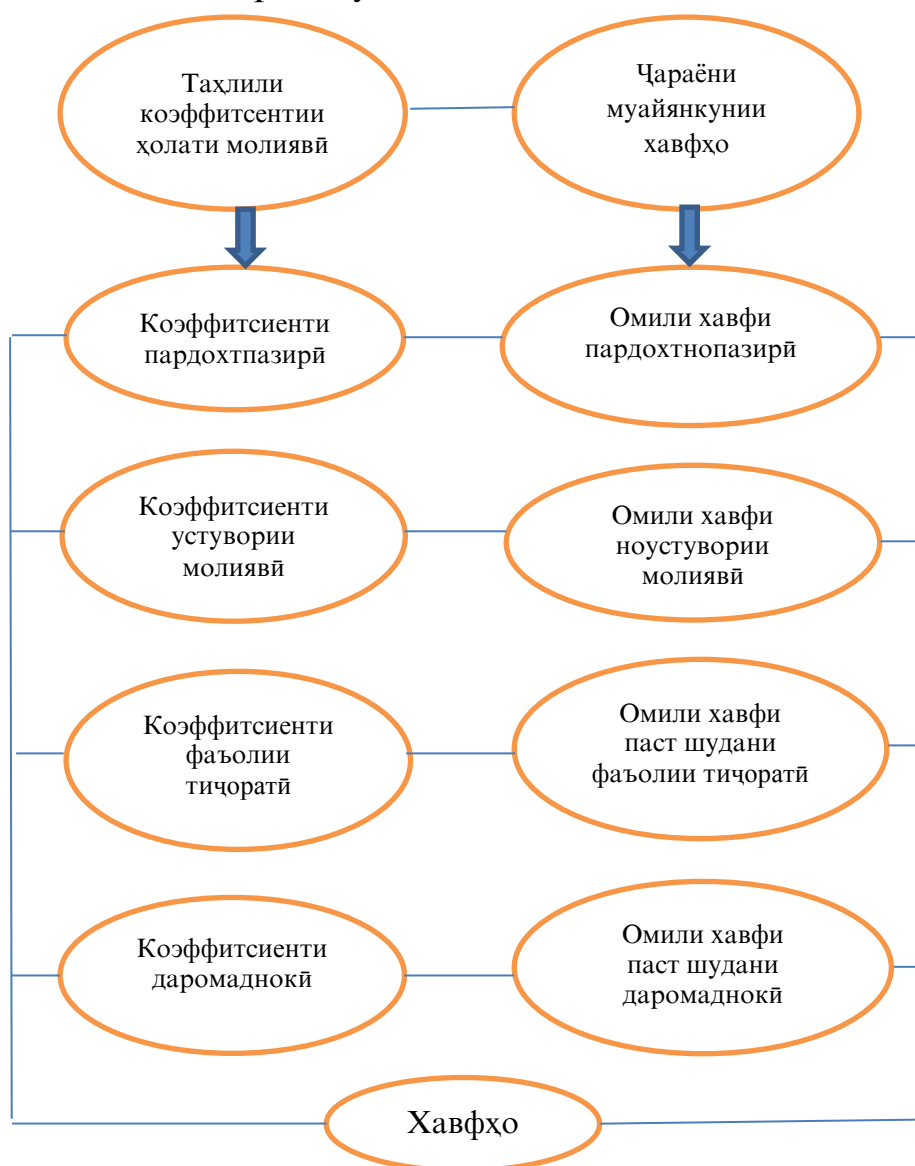 Таҳлили
коэффитсентии
ҳолати молиявӣ
Ҷараёни
муайянкунии
хавфҳо
Коэффитсиенти
пардохтпазирӣ
Омили хавфи
пардохтнопазирӣ
Коэффитсиенти
устувории
молиявӣ
Омили хавфи
ноустувории
молиявӣ
Коэффитсиенти
фаъолии
тиҷоратӣ
Омили хавфи
паст шудани
фаъолии тиҷоратӣ
Коэффитсиенти
даромаднокӣ
Омили хавфи
паст шудани
даромаднокӣ
Хавфҳо